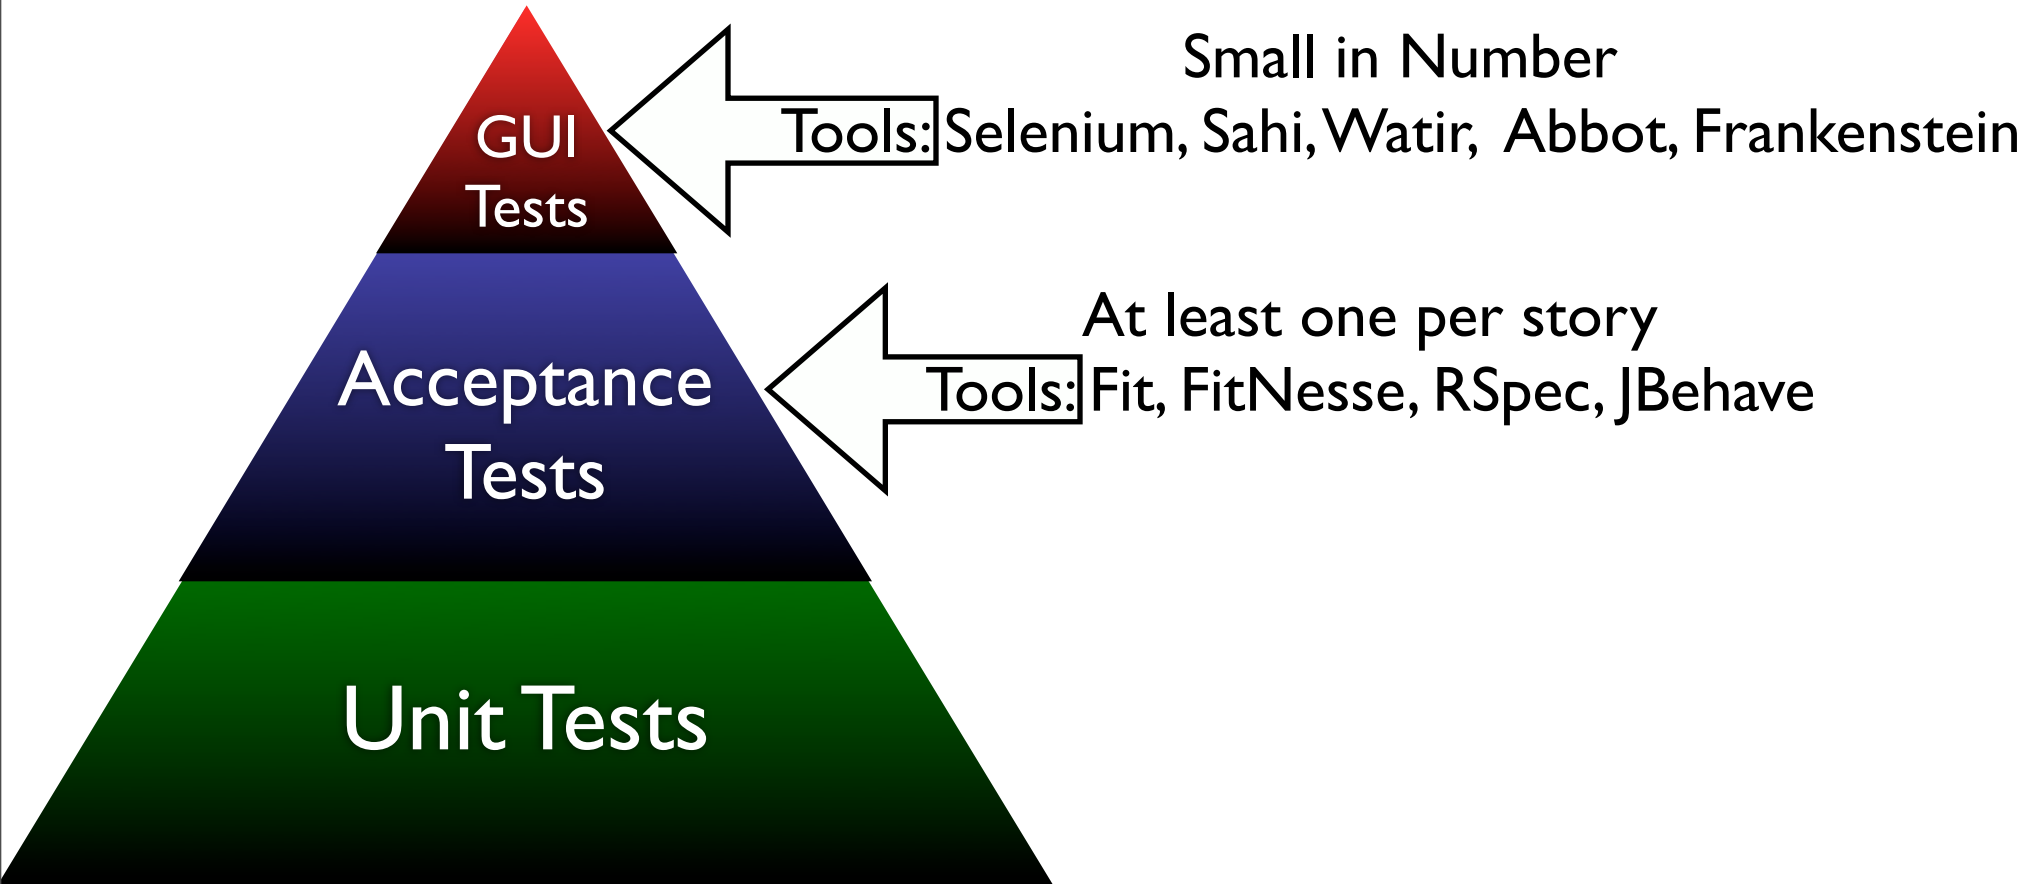 Small in Number
Tools: Selenium, Sahi, Watir, Abbot, Frankenstein
GUI
Tests
At least one per story
Tools: Fit, FitNesse, RSpec, JBehave
Acceptance
Tests
Unit Tests